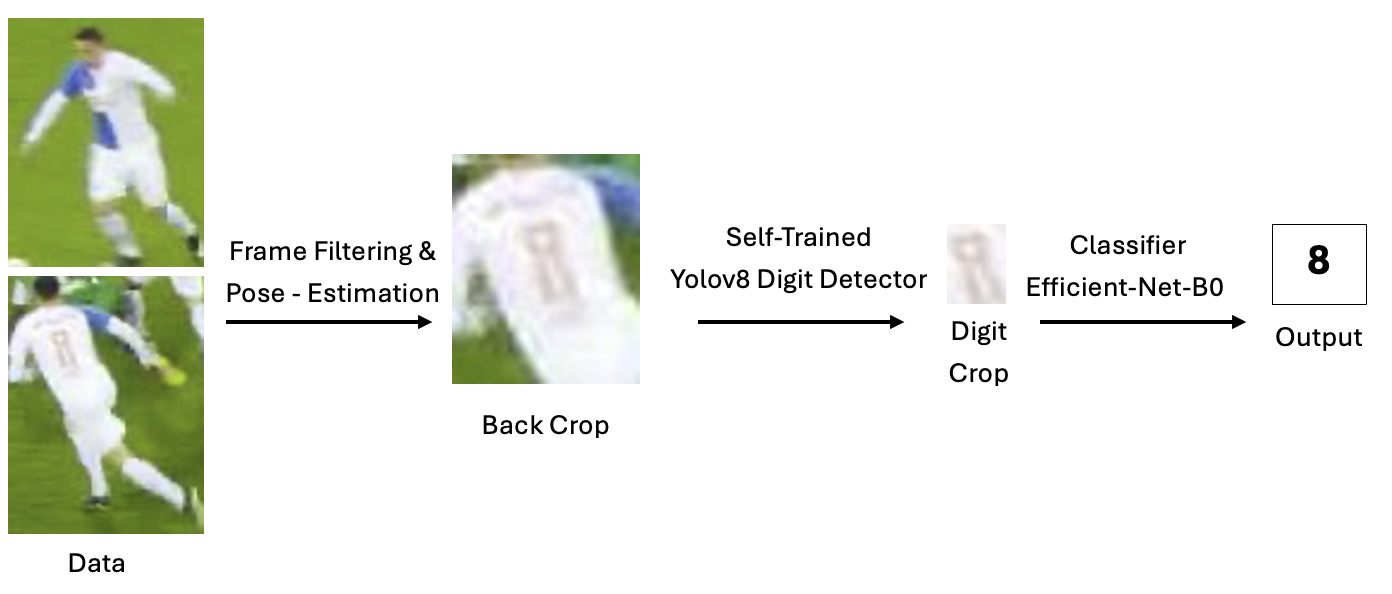 Frame Filtering &
Pose - Estimation
Self-Trained
Yolov8 Digit Detector
Classifier
Efficient-Net-B0
8
Digit
Crop
Output
Back Crop
Data